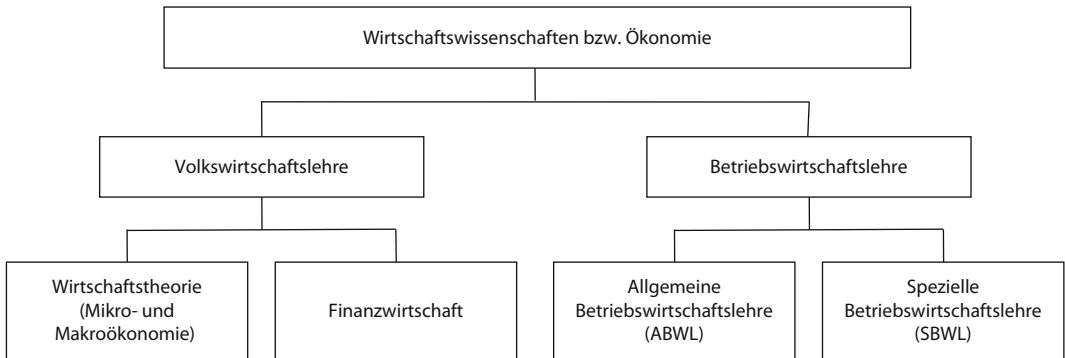 Wirtschaftswissenschaften bzw. Ökonomie
Volkswirtschaftslehre
Betriebswirtschaftslehre
Wirtschaftstheorie
(Mikro- und
Makroökonomie)
Finanzwirtschaft
Allgemeine
Betriebswirtschaftslehre
(ABWL)
Spezielle
Betriebswirtschaftslehre
(SBWL)